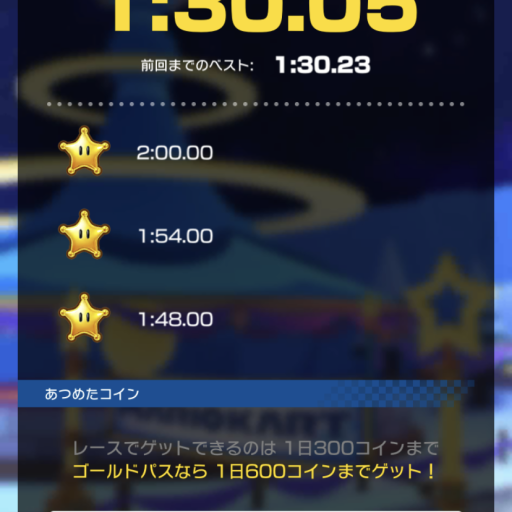 1:30.05
前回までのベスト: 1:30.23
2:00.00
1:54.00
1:48.00
あつめたコイン
MARIOKART
レースでゲットできるのは 1日300コインまで
ゴールドパスなら 1日600コインまでゲット!